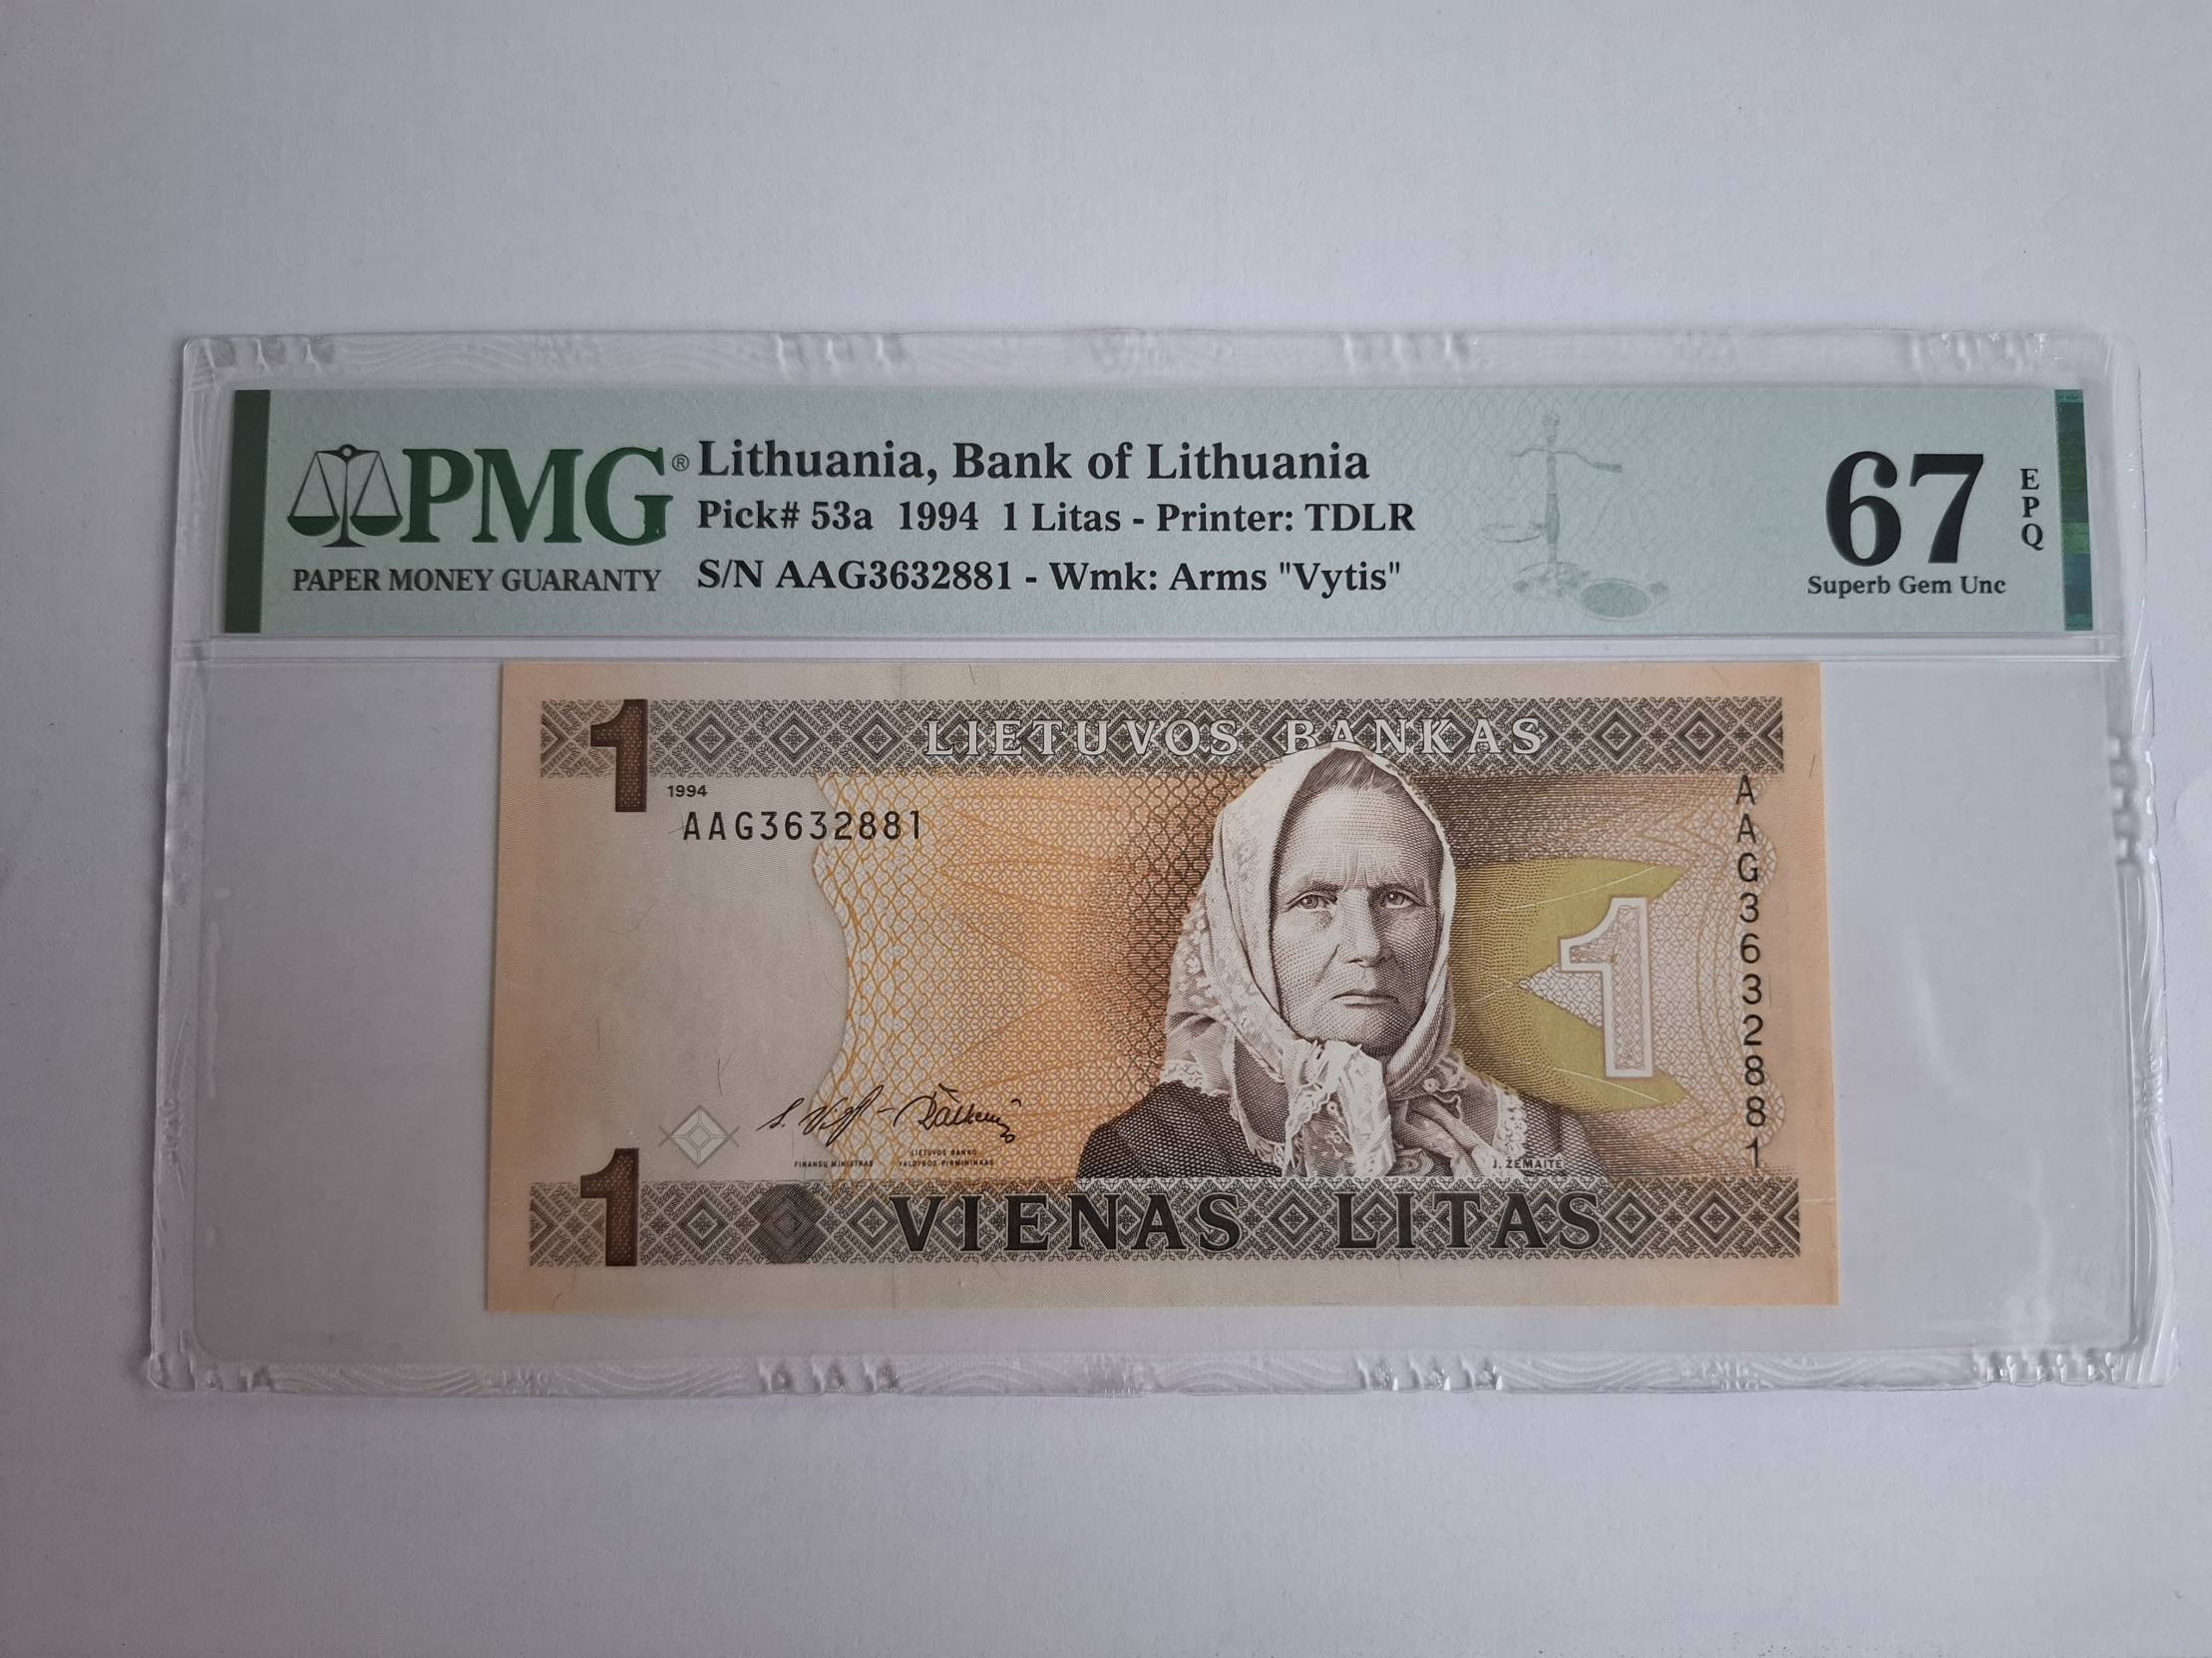 PMG®
PAPER MONEY GUARANTY
Lithuania, Bank of Lithuania
Pick# 53a 1994 1 Litas - Printer: TDLR
S/N AAG3632881 - Wmk: Arms "Vytis"
67
EPQ
Superb Gem Unc
1
LIETUVOS BANKAS
1994
AAG3632881
AAG3632881
1
FINANSŲ MINISTRAS
LIETUVOS BANKO
VALDYBOS PIRMININKAS
J. ŽEMAITĖ
1
VIENAS LITAS
PMG